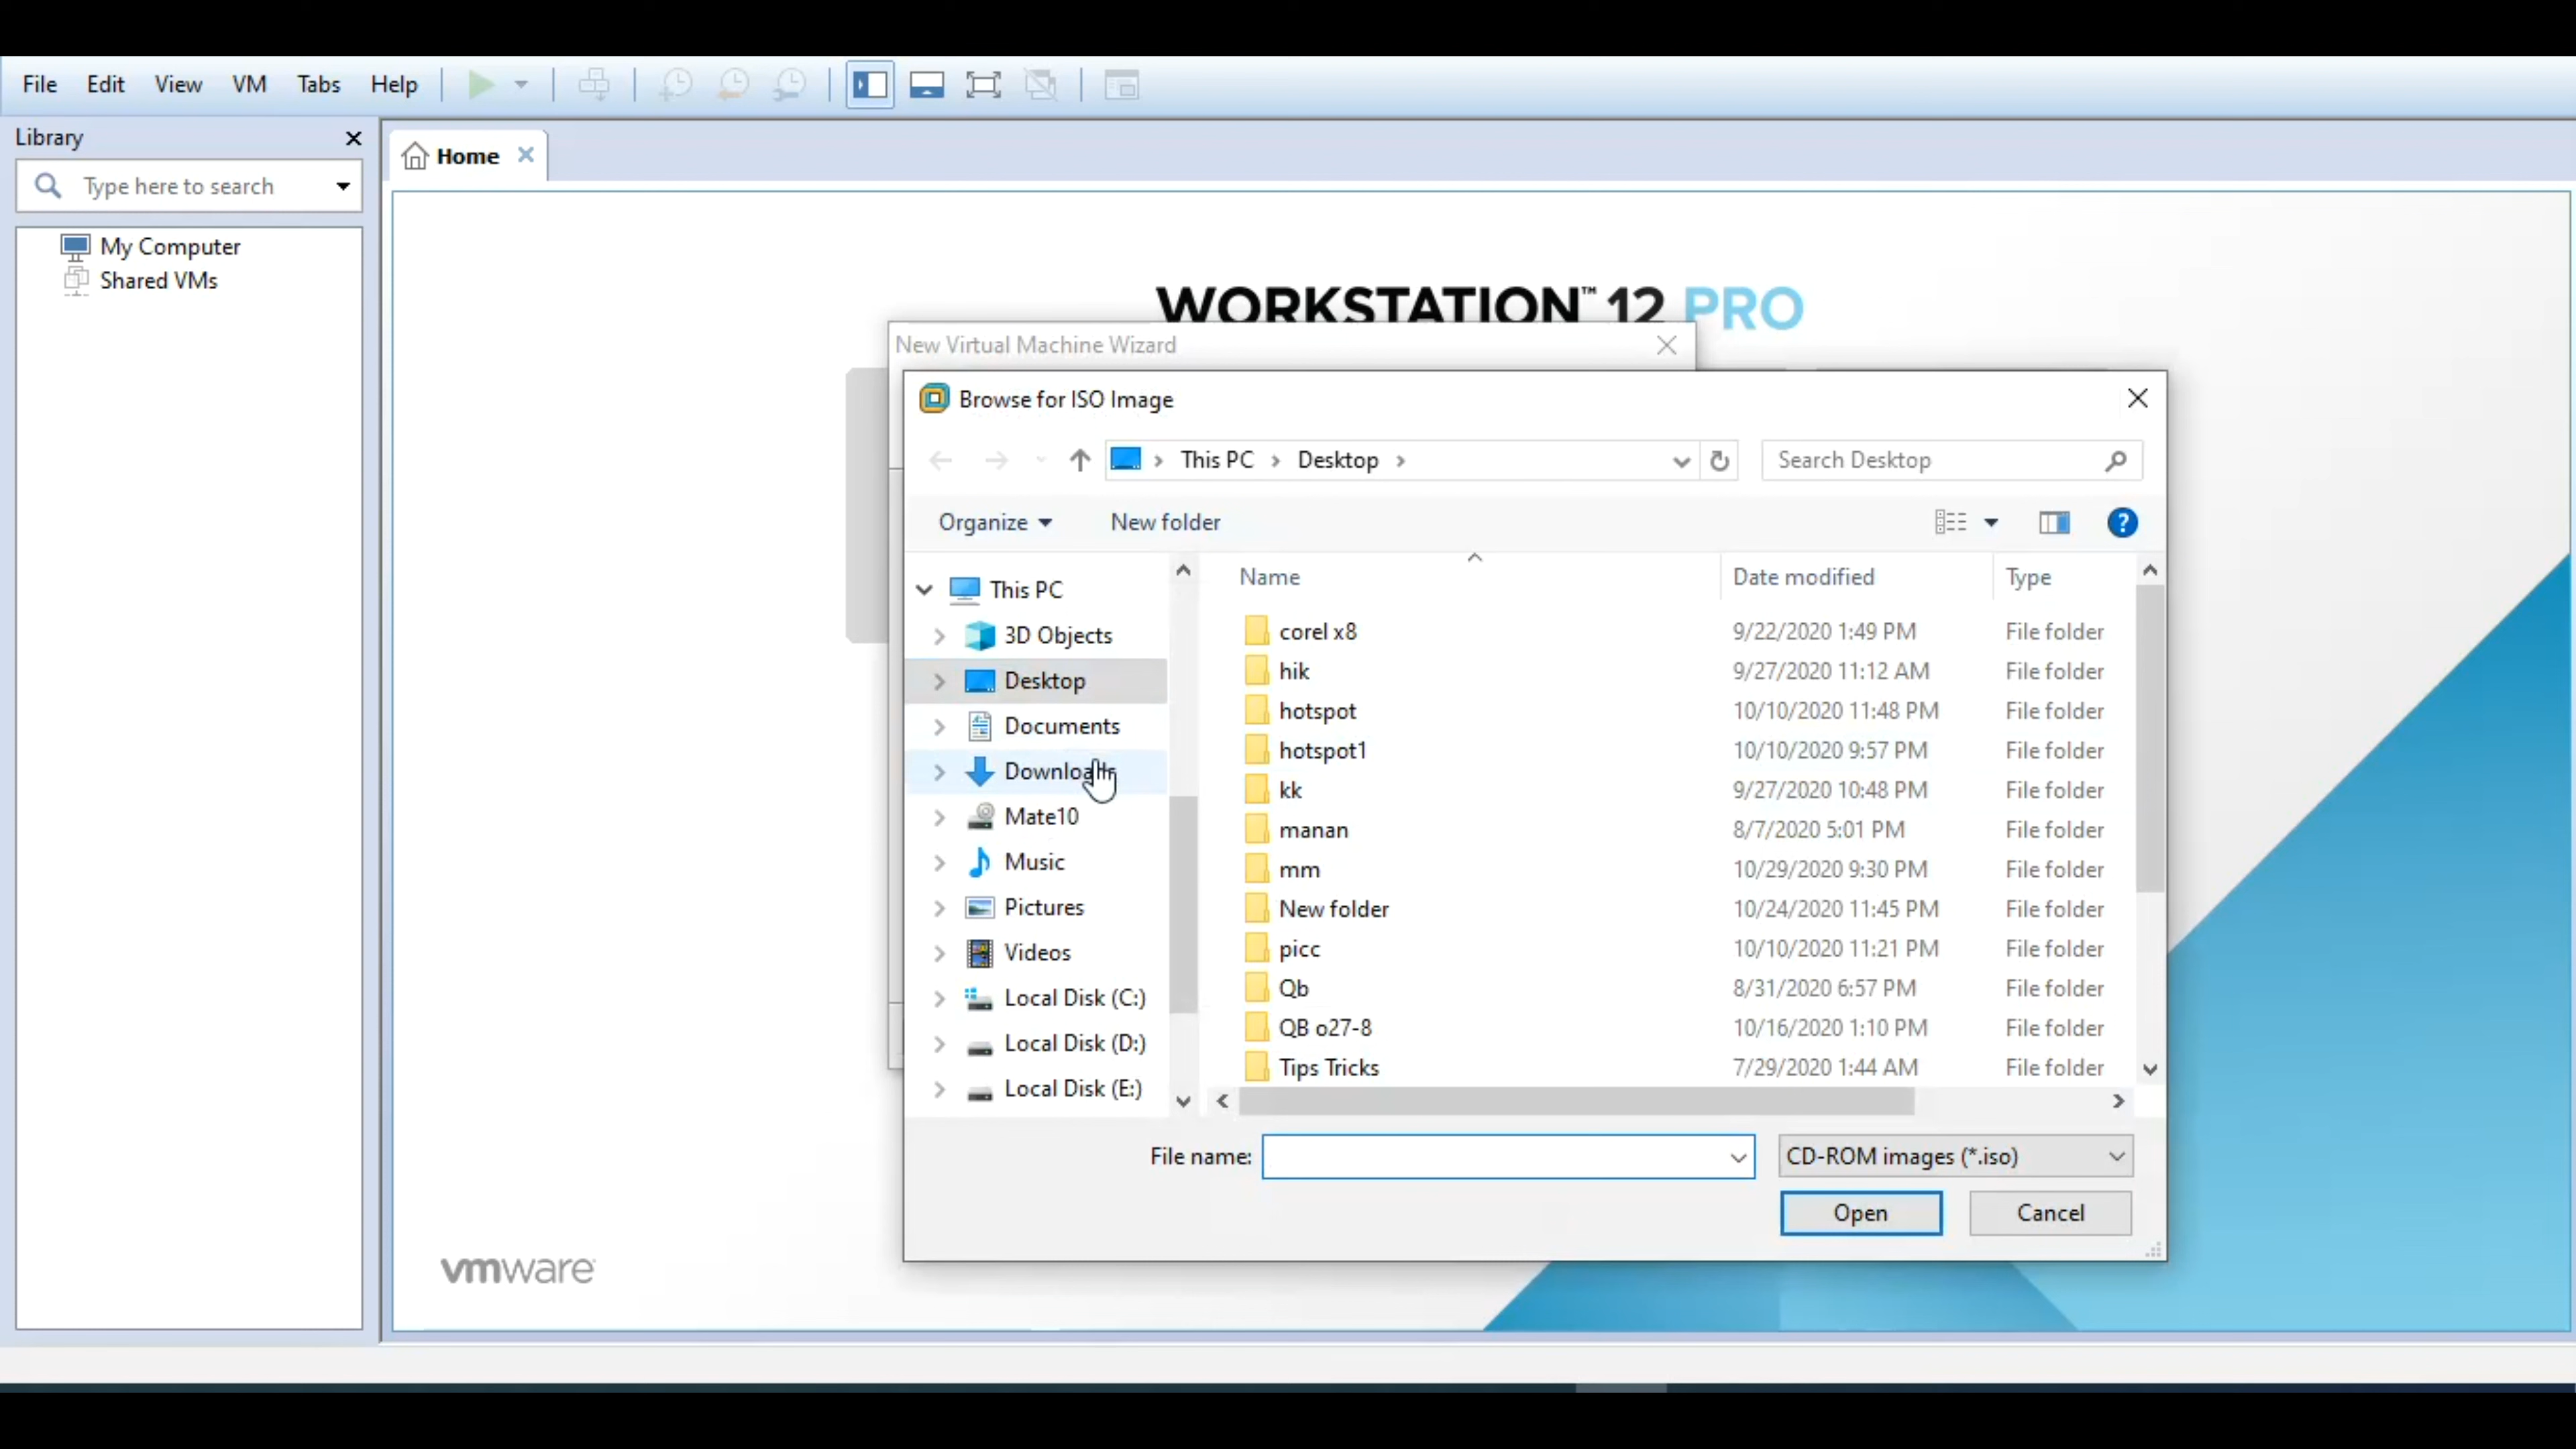 File Edit View VM Tabs Help
Library
Type here to search
My Computer
Shared VMs
Home
WORKSTATION™ 12 PRO
New Virtual Machine Wizard
Browse for ISO Image
This PC Desktop
Search Desktop
Organize New folder
Name Date modified Type
This PC
3D Objects
Desktop
Documents
Downloads
Mate10
Music
Pictures
Videos
Local Disk (C:)
Local Disk (D:)
Local Disk (E:)
corel x8 9/22/2020 1:49 PM File folder
hik 9/27/2020 11:12 AM File folder
hotspot 10/10/2020 11:48 PM File folder
hotspot1 10/10/2020 9:57 PM File folder
kk 9/27/2020 10:48 PM File folder
manan 8/7/2020 5:01 PM File folder
mm 10/29/2020 9:30 PM File folder
New folder 10/24/2020 11:45 PM File folder
picc 10/10/2020 11:21 PM File folder
Qb 8/31/2020 6:57 PM File folder
QB o27-8 10/16/2020 1:10 PM File folder
Tips Tricks 7/29/2020 1:44 AM File folder
File name: CD-ROM images (*.iso)
Open Cancel
vmware